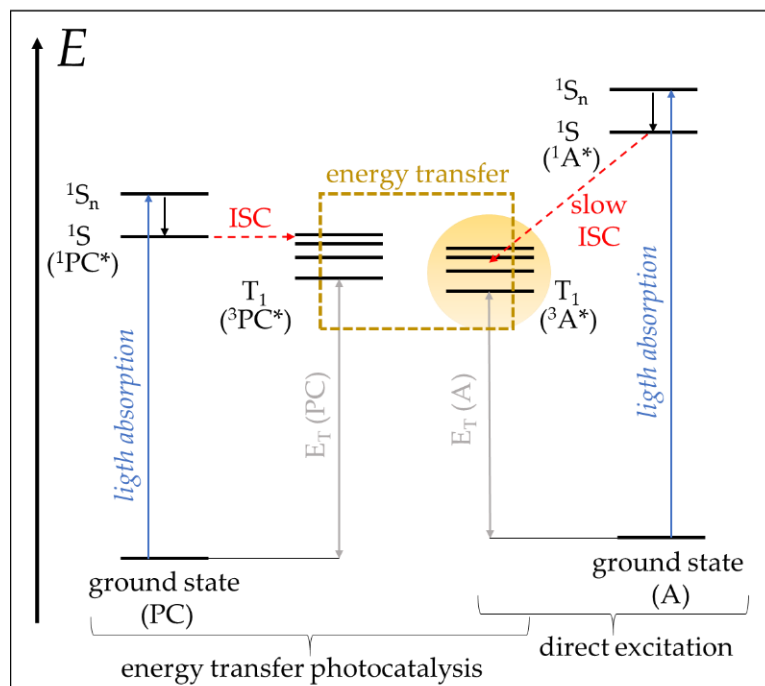 E
¹Sₙ
¹S
(¹A*)
energy transfer
¹Sₙ
ISC
slow
ISC
¹S
(¹PC*)
T₁
(³PC*)
T₁
(³A*)
ligth absorption
E_T (PC)
E_T (A)
ligth absorption
ground state
(PC)
ground state
(A)
energy transfer photocatalysis
direct excitation